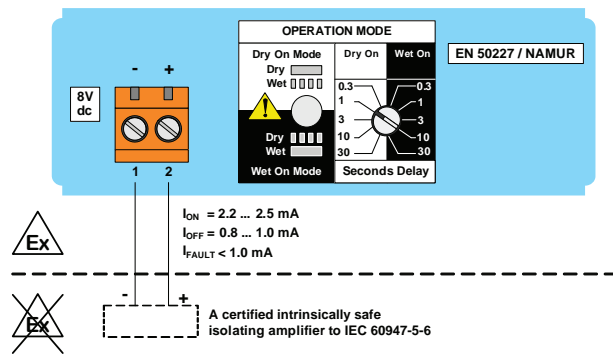 OPERATION MODE
Dry On Mode
Dry
Wet
!
Dry
Wet
Wet On Mode
Dry On
Wet On
0.3
0.3
1
1
3
3
10
10
30
30
Seconds Delay
EN 50227 / NAMUR
8V
dc
- +
1 2
Ex
I_ON = 2.2 ... 2.5 mA
I_OFF = 0.8 ... 1.0 mA
I_FAULT < 1.0 mA
Ex
- +
A certified intrinsically safe
isolating amplifier to IEC 60947-5-6